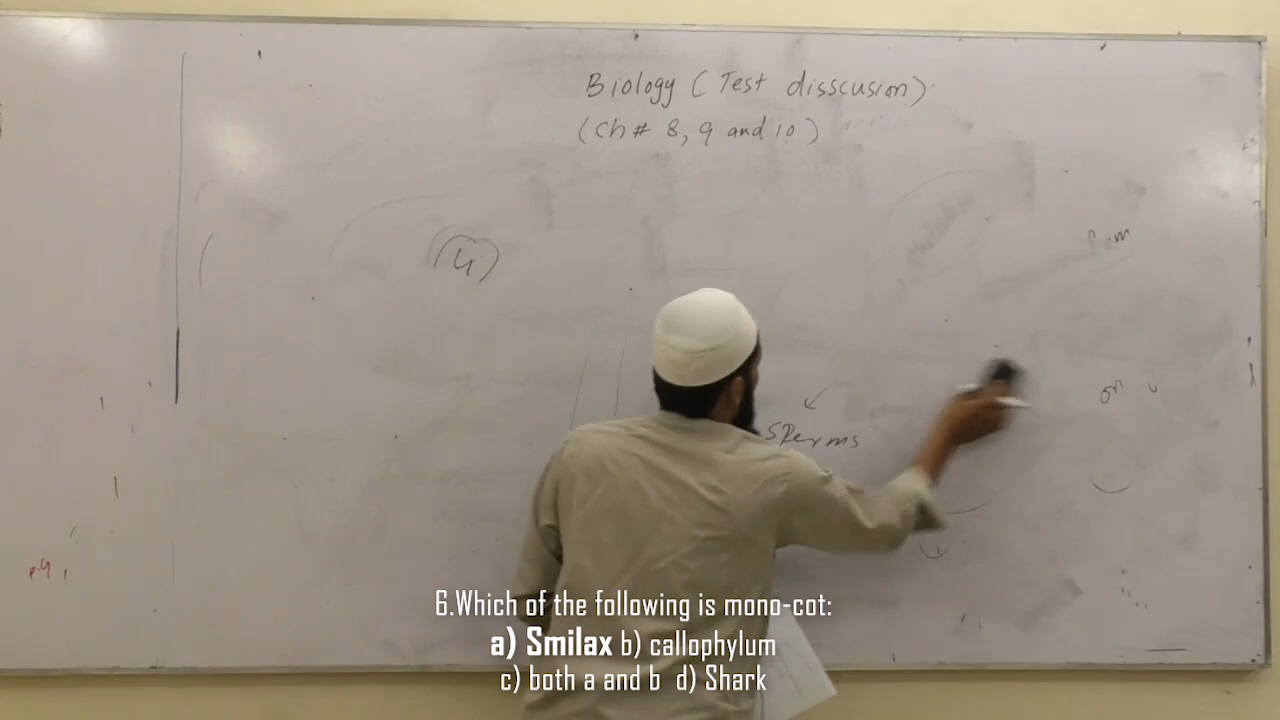 Biology (Test disscusion)
(Ch# 8, 9 and 10)
Sperms
or
6.Which of the following is mono-cot:
a) Smilax b) callophylum
c) both a and b d) Shark